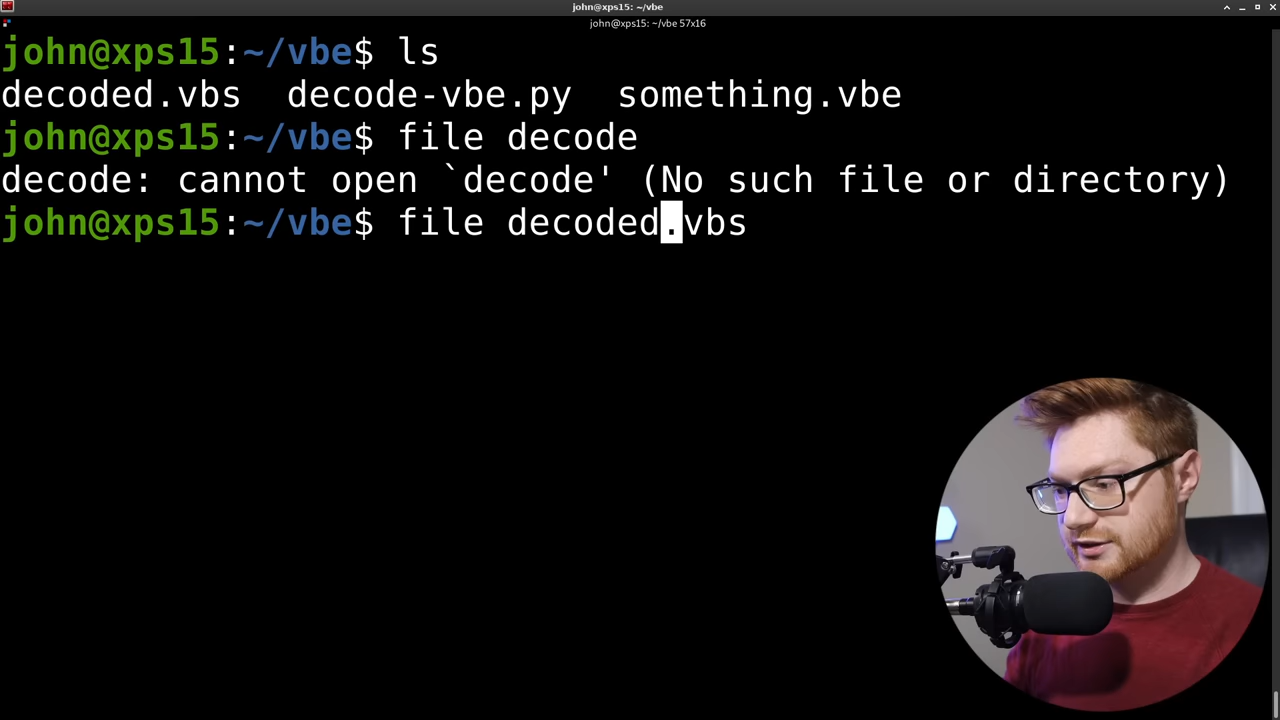 john@xps15: ~/vbe
john@xps15: ~/vbe 57x16
john@xps15:~/vbe$ ls
decoded.vbs  decode-vbe.py  something.vbe
john@xps15:~/vbe$ file decode
decode: cannot open `decode' (No such file or directory)
john@xps15:~/vbe$ file decoded.vbs